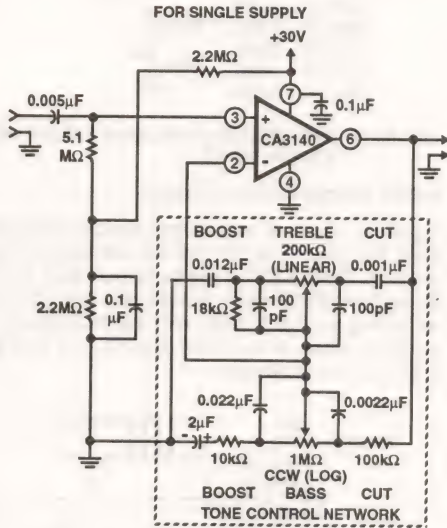 FOR SINGLE SUPPLY
+30V
2.2MΩ
7
0.005μF
0.1μF
3
+
CA3140
6
5.1
MΩ
2
-
4
BOOST TREBLE CUT
200kΩ
(LINEAR)
0.012μF
0.001μF
2.2MΩ
0.1
μF
18kΩ
100
pF
100pF
0.022μF
0.0022μF
2μF
- +
10kΩ
1MΩ
100kΩ
CCW (LOG)
BOOST BASS CUT
TONE CONTROL NETWORK